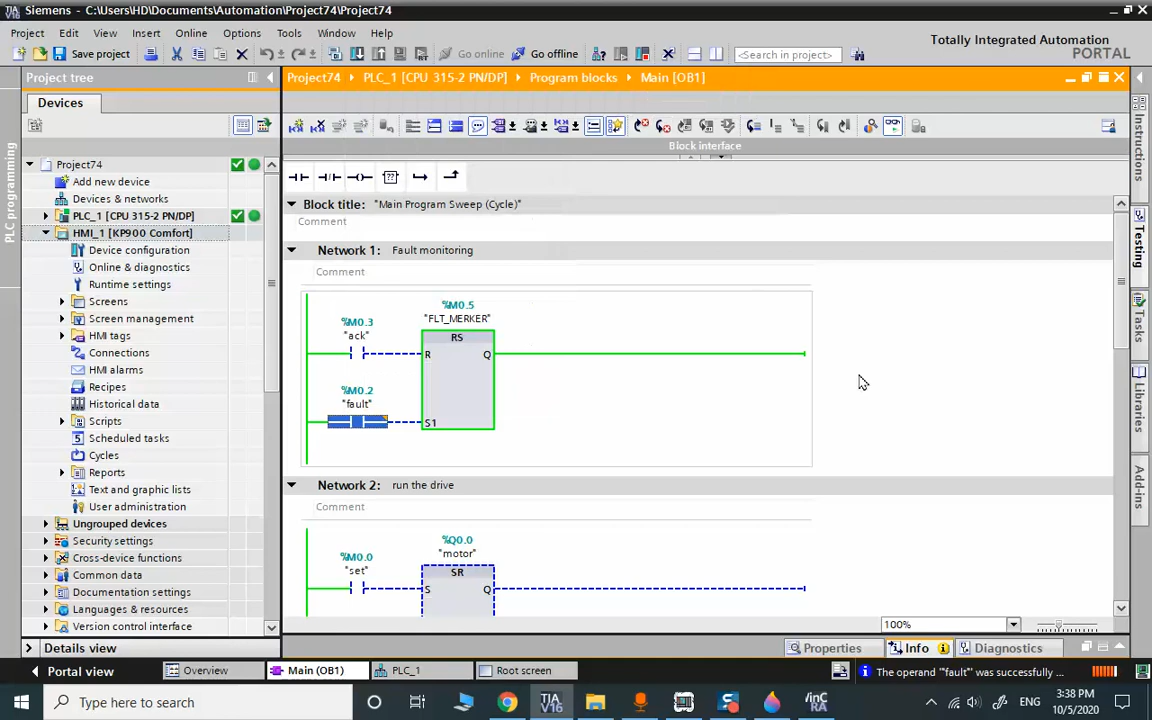 Siemens - C:\Users\HD\Documents\Automation\Project74\Project74
Project Edit View Insert Online Options Tools Window Help
Totally Integrated Automation
PORTAL
Save project
Go online
Go offline
<Search in project>
Project tree
Project74 PLC_1 [CPU 315-2 PN/DP] Program blocks Main [OB1]
Devices
PLC programming
Block interface
Project74
Add new device
Devices & networks
PLC_1 [CPU 315-2 PN/DP]
HMI_1 [KP900 Comfort]
Device configuration
Online & diagnostics
Runtime settings
Screens
Screen management
HMI tags
Connections
HMI alarms
Recipes
Historical data
Scripts
Scheduled tasks
Cycles
Reports
Text and graphic lists
User administration
Ungrouped devices
Security settings
Cross-device functions
Common data
Documentation settings
Languages & resources
Version control interface
Details view
Block title: "Main Program Sweep (Cycle)"
Comment
Network 1: Fault monitoring
Comment
%M0.5
"FLT_MERKER"
%M0.3
"ack"
RS
R Q
%M0.2
"fault"
S1
Network 2: run the drive
Comment
%Q0.0
"motor"
%M0.0
"set"
SR
S Q
100%
Instructions
Testing
Tasks
Libraries
Add-ins
Properties
Info
Diagnostics
Portal view
Overview
Main (OB1)
PLC_1
Root screen
The operand '"fault"' was successfully ...
Type here to search
TIA
V16
inC
RA
ENG
3:38 PM
10/5/2020